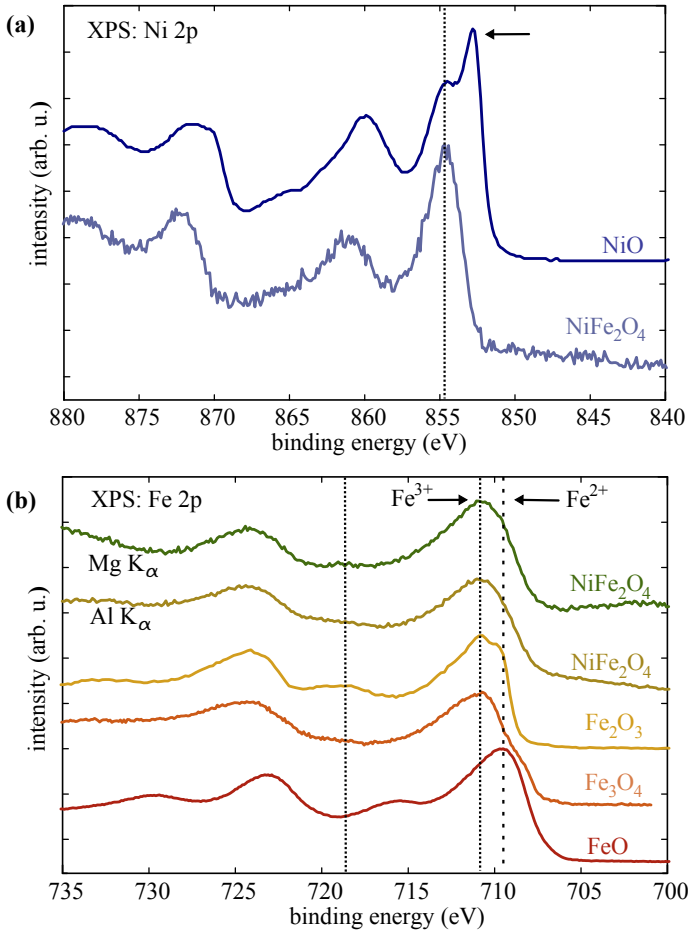 (a)
XPS: Ni 2p
intensity (arb. u.)
NiO
NiFe₂O₄
880 875 870 865 860 855 850 845 840
binding energy (eV)
(b)
XPS: Fe 2p
Fe³⁺
Fe²⁺
intensity (arb. u.)
Mg Kα
NiFe₂O₄
Al Kα
NiFe₂O₄
Fe₂O₃
Fe₃O₄
FeO
735 730 725 720 715 710 705 700
binding energy (eV)